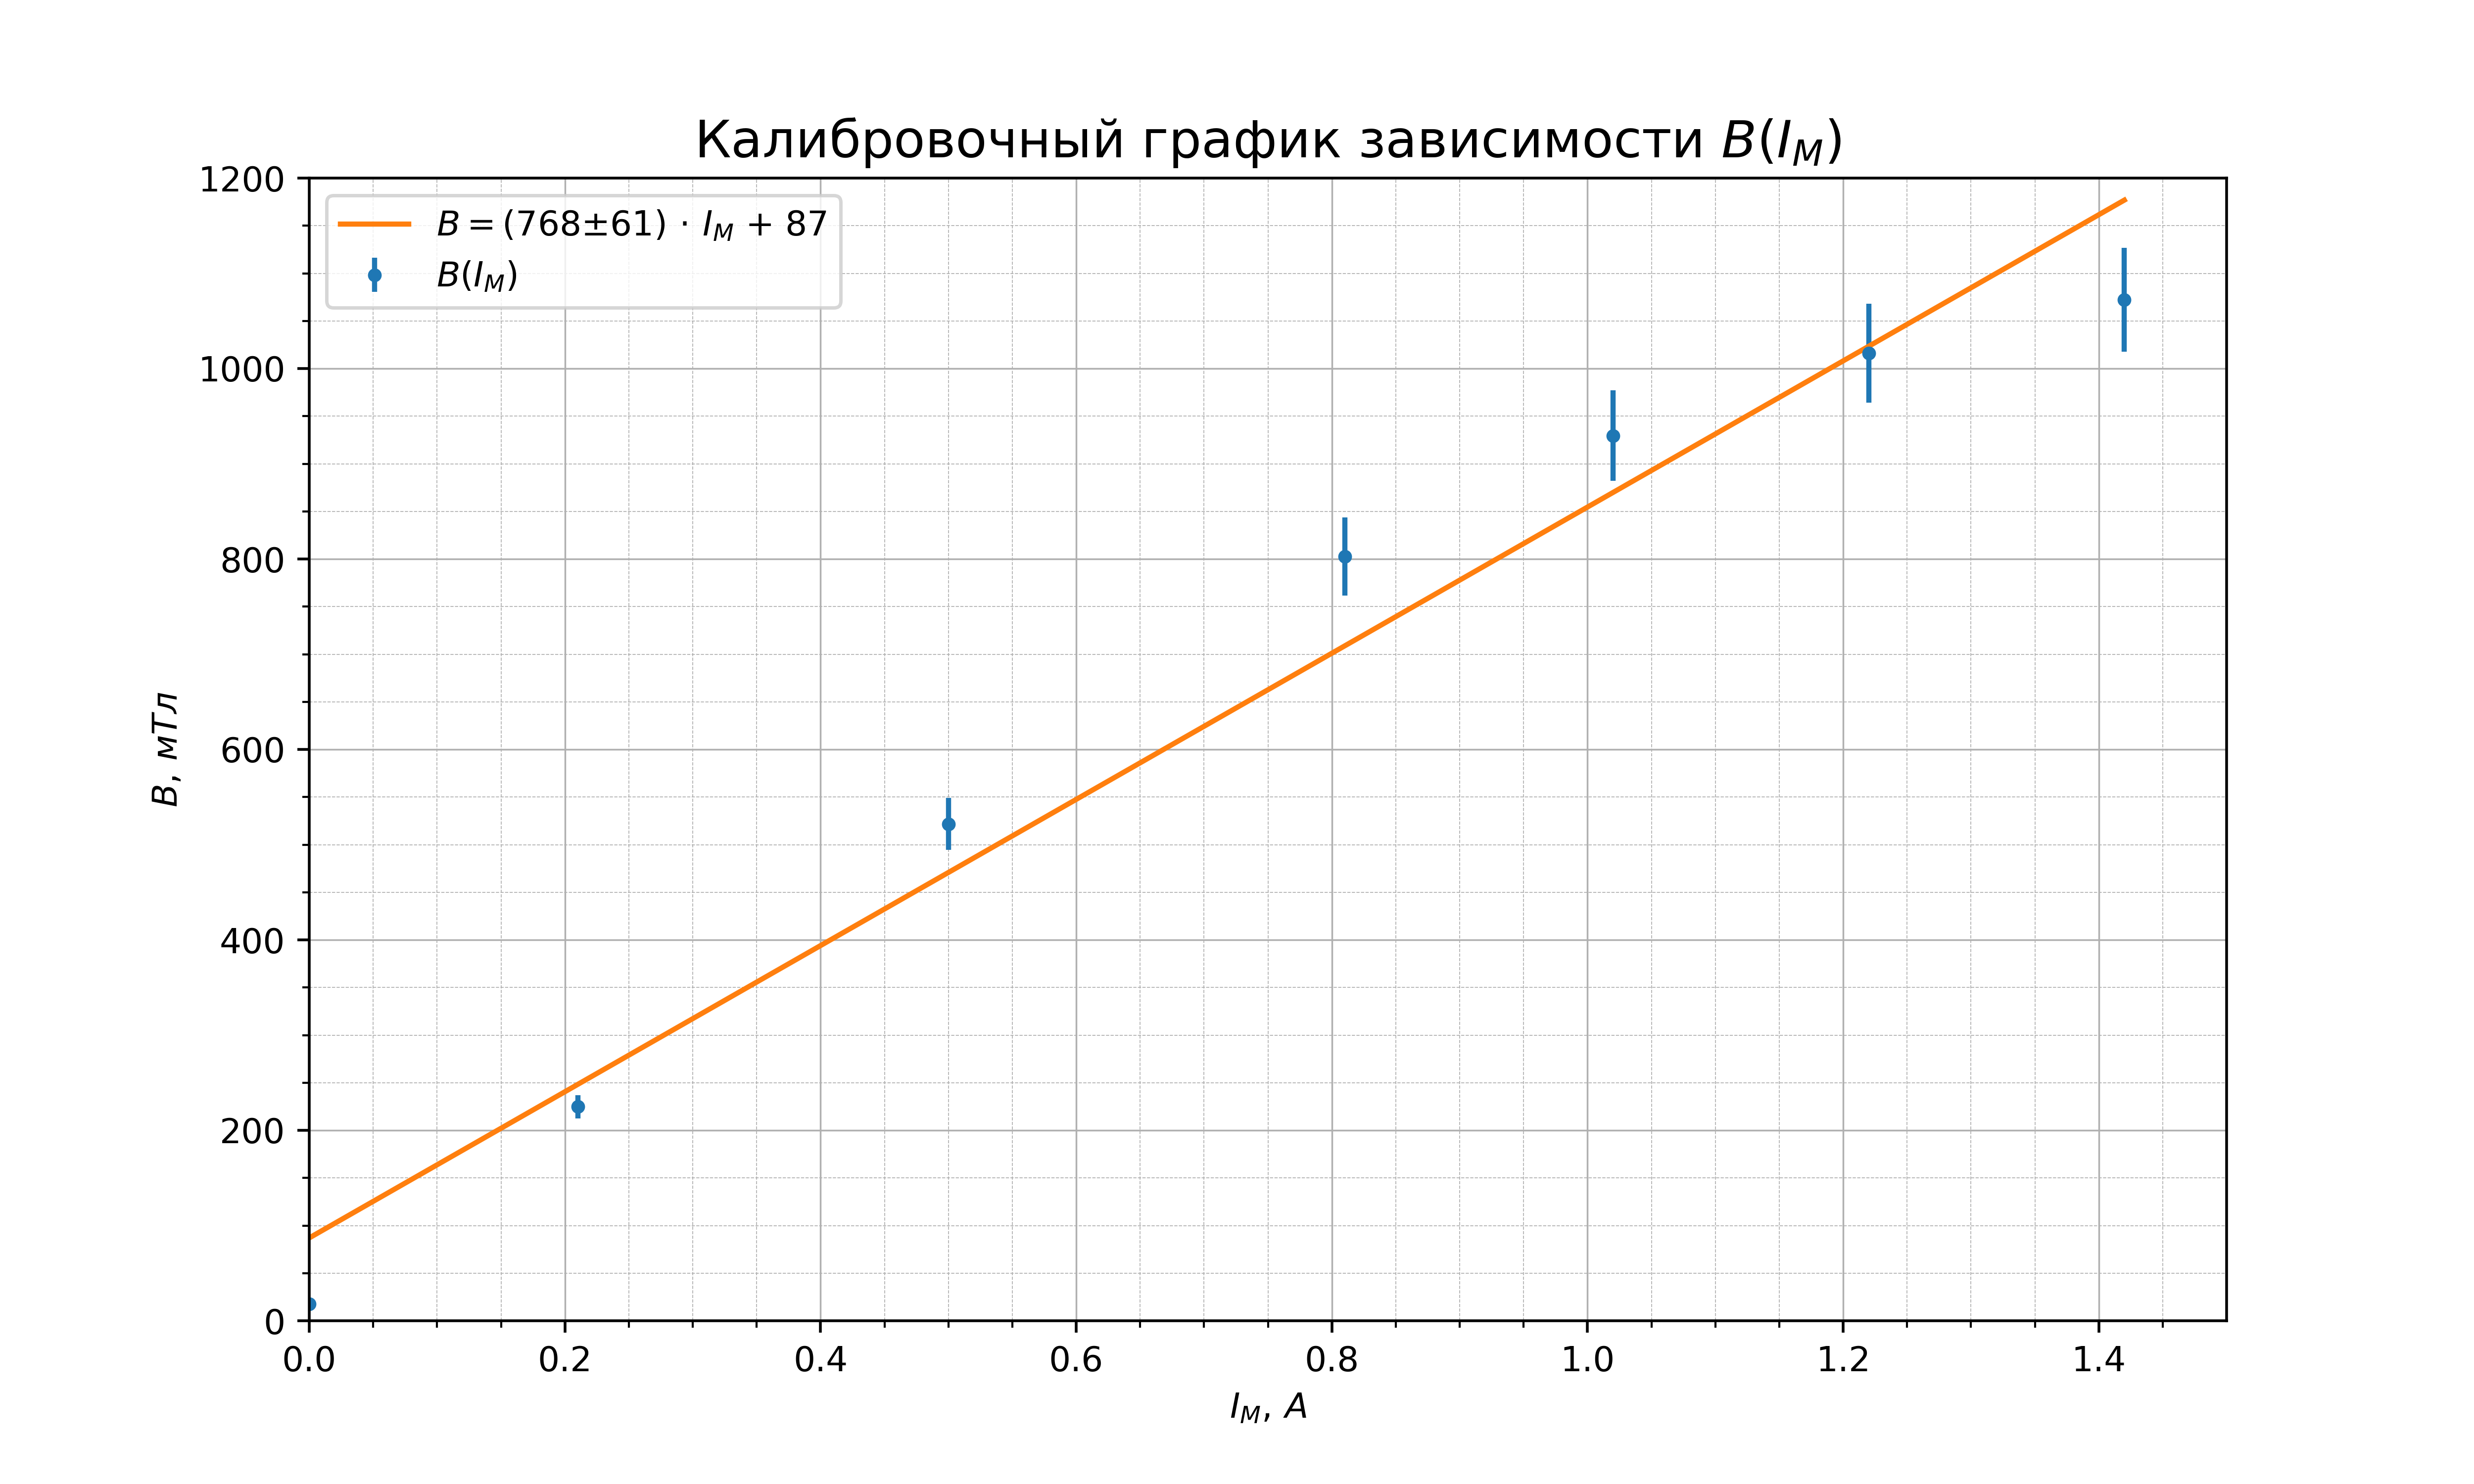 Калибровочный график зависимости B(I_M)
B = (768±61) · I_M + 87
B(I_M)
1200
1000
800
600
400
200
0
B, мТл
0.0 0.2 0.4 0.6 0.8 1.0 1.2 1.4
I_M, A